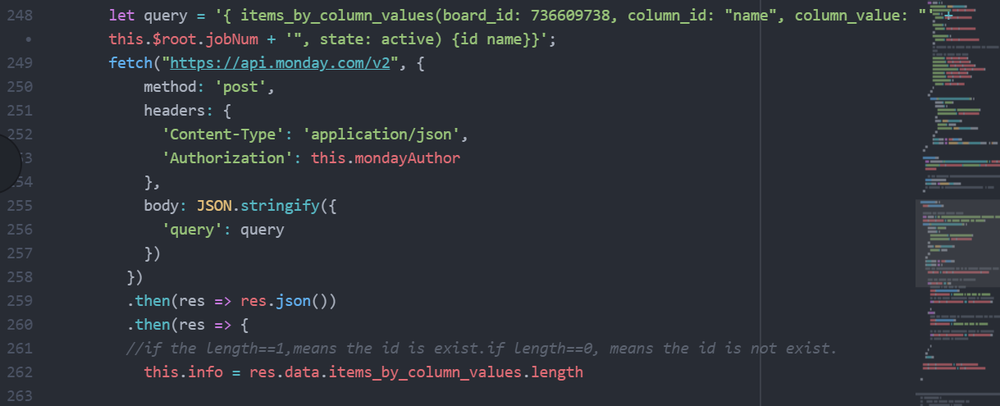 248 let query = '{ items_by_column_values(board_id: 736609738, column_id: "name", column_value: "' +
• this.$root.jobNum + '", state: active) {id name}}';
249 fetch("https://api.monday.com/v2", {
250 method: 'post',
251 headers: {
252 'Content-Type': 'application/json',
53 'Authorization': this.mondayAuthor
254 },
255 body: JSON.stringify({
256 'query': query
257 })
258 })
259 .then(res => res.json())
260 .then(res => {
261 //if the length==1,means the id is exist.if length==0, means the id is not exist.
262 this.info = res.data.items_by_column_values.length
263